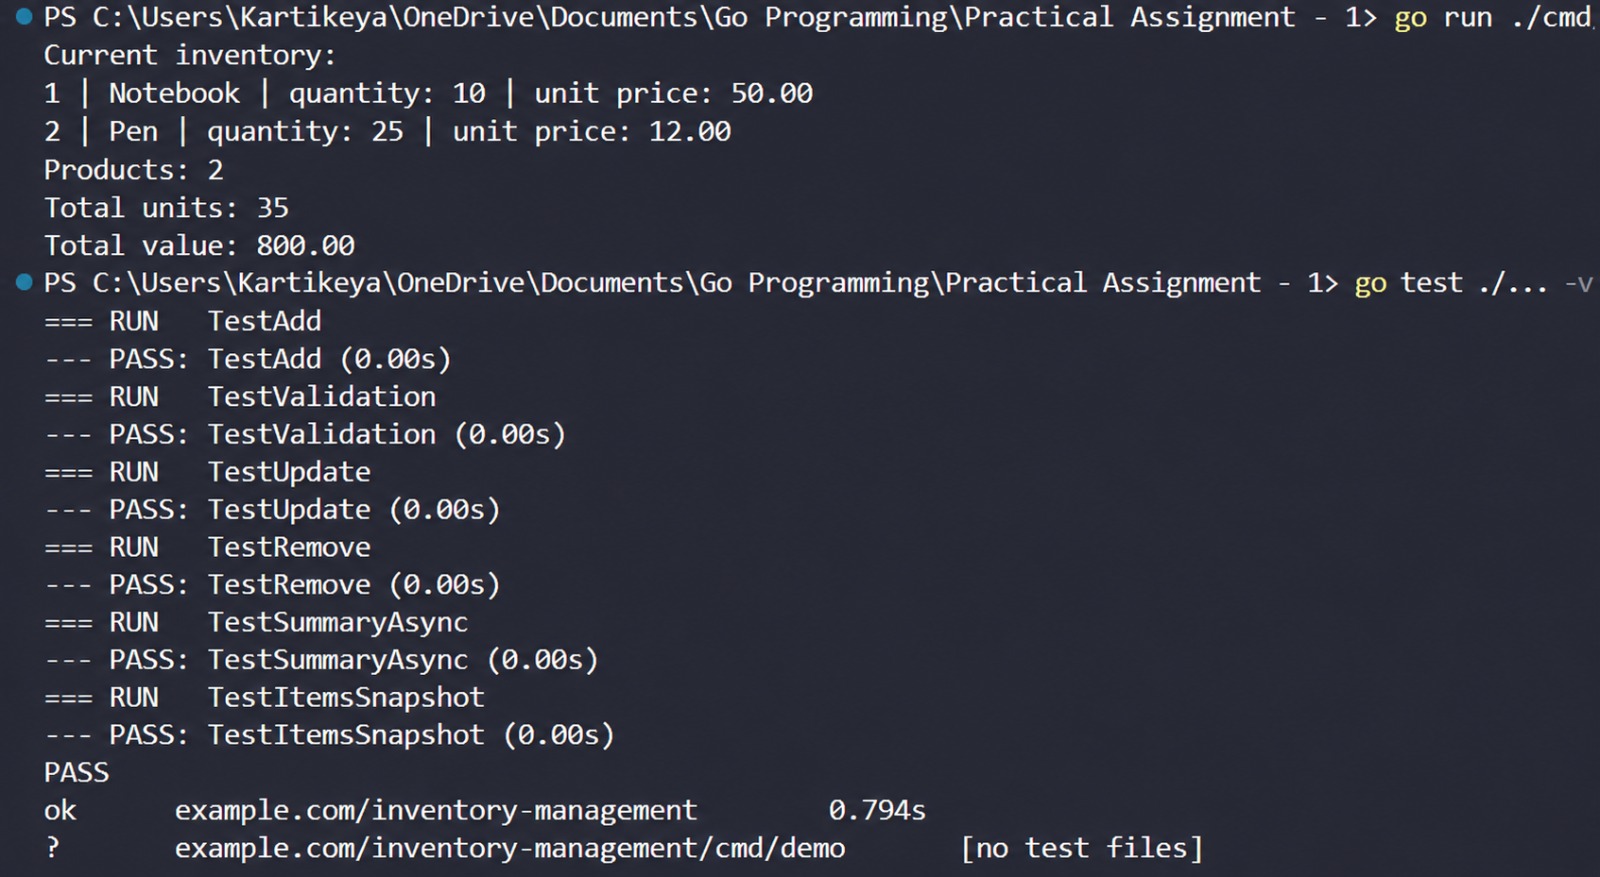 PS C:\Users\Kartikeya\OneDrive\Documents\Go Programming\Practical Assignment - 1> go run ./cmd
Current inventory:
1 | Notebook | quantity: 10 | unit price: 50.00
2 | Pen | quantity: 25 | unit price: 12.00
Products: 2
Total units: 35
Total value: 800.00
PS C:\Users\Kartikeya\OneDrive\Documents\Go Programming\Practical Assignment - 1> go test ./... -v
=== RUN   TestAdd
--- PASS: TestAdd (0.00s)
=== RUN   TestValidation
--- PASS: TestValidation (0.00s)
=== RUN   TestUpdate
--- PASS: TestUpdate (0.00s)
=== RUN   TestRemove
--- PASS: TestRemove (0.00s)
=== RUN   TestSummaryAsync
--- PASS: TestSummaryAsync (0.00s)
=== RUN   TestItemsSnapshot
--- PASS: TestItemsSnapshot (0.00s)
PASS
ok      example.com/inventory-management        0.794s
?       example.com/inventory-management/cmd/demo       [no test files]